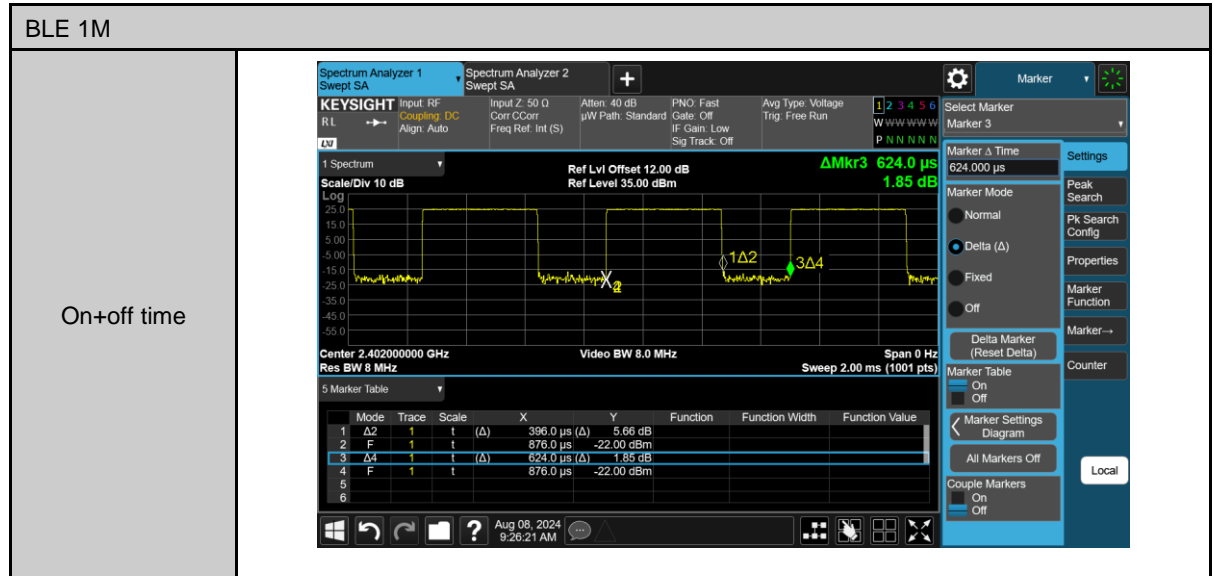 BLE 1M
On+off time
Spectrum Analyzer 1
Swept SA
Spectrum Analyzer 2
Swept SA
+
Marker
KEYSIGHT
RL
LXI
Input: RF
Coupling: DC
Align: Auto
Input Z: 50 Ω
Corr CCorr
Freq Ref: Int (S)
Atten: 40 dB
µW Path: Standard
PNO: Fast
Gate: Off
IF Gain: Low
Sig Track: Off
Avg Type: Voltage
Trig: Free Run
1 2 3 4 5 6
W W W W W W
P N N N N N
1 Spectrum
Scale/Div 10 dB
Ref Lvl Offset 12.00 dB
Ref Level 35.00 dBm
ΔMkr3 624.0 µs
1.85 dB
Log
25.0
15.0
5.00
-5.00
-15.0
-25.0
-35.0
-45.0
-55.0
1Δ2
3Δ4
Center 2.402000000 GHz
Res BW 8 MHz
Video BW 8.0 MHz
Span 0 Hz
Sweep 2.00 ms (1001 pts)
5 Marker Table
Mode Trace Scale X Y Function Function Width Function Value
1 Δ2 1 t (Δ) 396.0 µs (Δ) 5.66 dB
2 F 1 t 876.0 µs -22.00 dBm
3 Δ4 1 t (Δ) 624.0 µs (Δ) 1.85 dB
4 F 1 t 876.0 µs -22.00 dBm
5
6
? Aug 08, 2024
9:26:21 AM
Select Marker
Marker 3
Marker Δ Time
624.000 µs
Marker Mode
Normal
Delta (Δ)
Fixed
Off
Delta Marker
(Reset Delta)
Marker Table
On
Off
Marker Settings
Diagram
All Markers Off
Couple Markers
On
Off
Settings
Peak
Search
Pk Search
Config
Properties
Marker
Function
Marker→
Counter
Local